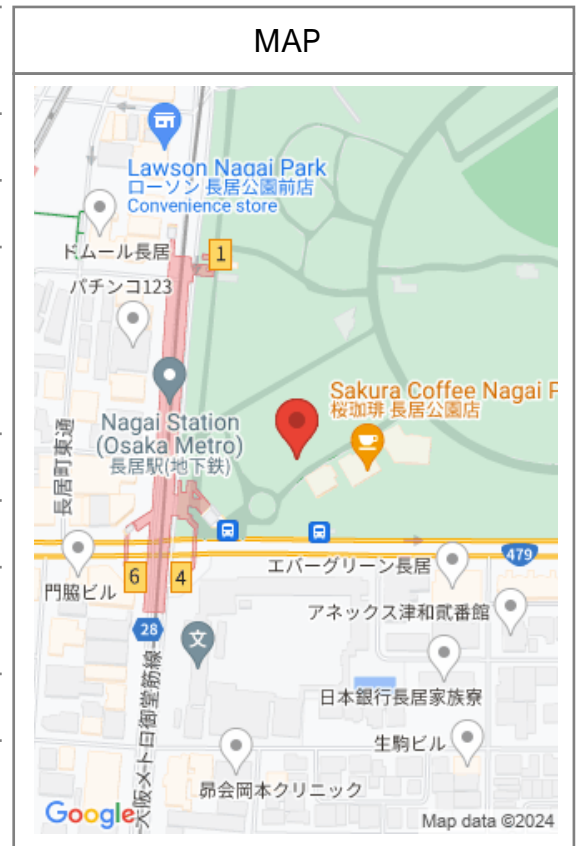 MAP
Lawson Nagai Park
ローソン 長居公園前店
Convenience store
ドムール長居
1
パチンコ123
Sakura Coffee Nagai P
桜珈琲 長居公園店
Nagai Station
(Osaka Metro)
長居駅(地下鉄)
長居町東通
479
エバーグリーン長居
6
4
門脇ビル
アネックス津和貮番館
28
文
日本銀行長居家族寮
大阪メトロ御堂筋線
生駒ビル
昴会岡本クリニック
Google
Map data ©2024